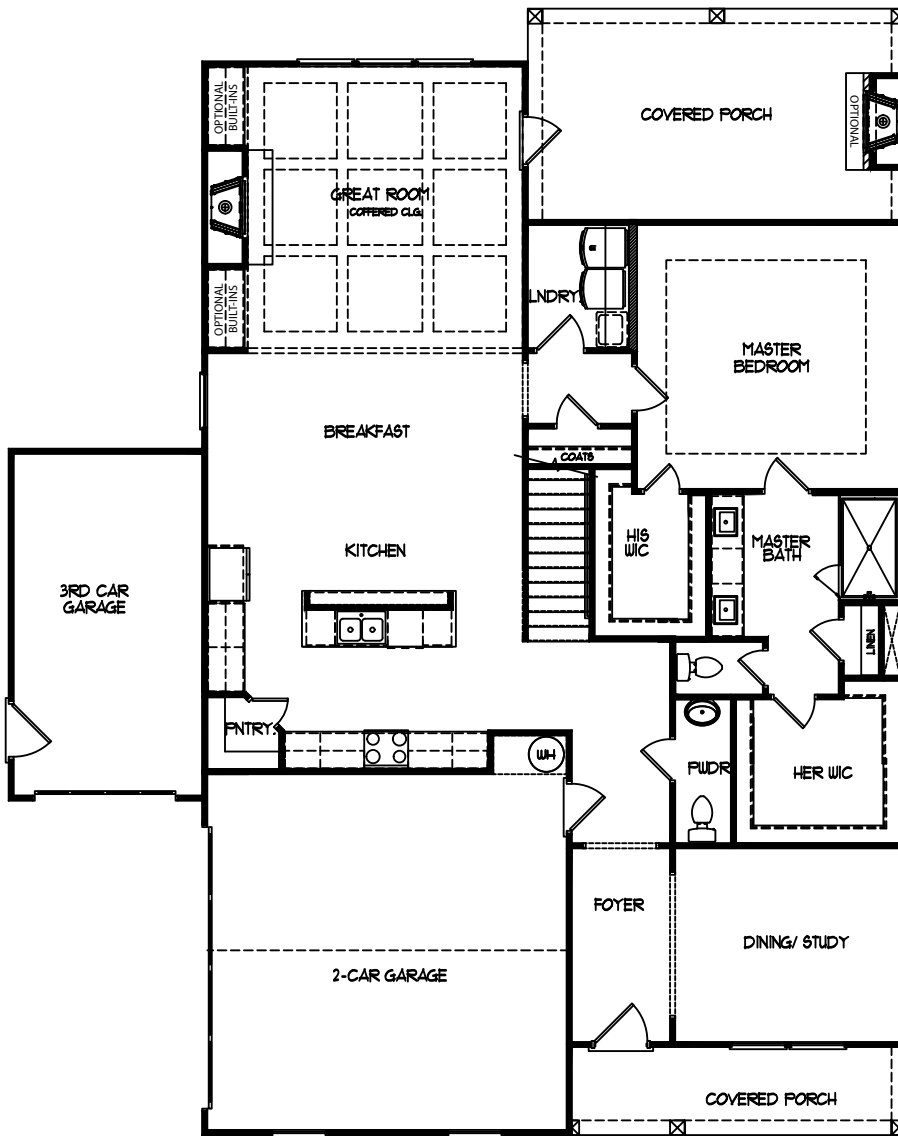 OPTIONAL
BUILT-INS
COVERED PORCH
OPTIONAL
GREAT ROOM
COFFERED CLG.
OPTIONAL
BUILT-INS
LNDRY.
MASTER
BEDROOM
BREAKFAST
COATS
HIS
WIC
MASTER
BATH
KITCHEN
3RD CAR
GARAGE
LINEN
PNTRY.
WH
PWDR
HER WIC
FOYER
DINING/ STUDY
2-CAR GARAGE
COVERED PORCH